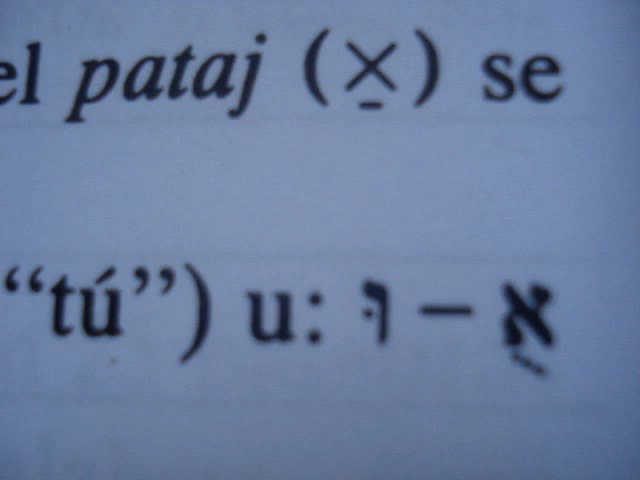 el pataj (×̱) se
“tú”) u: וּ – אֻ